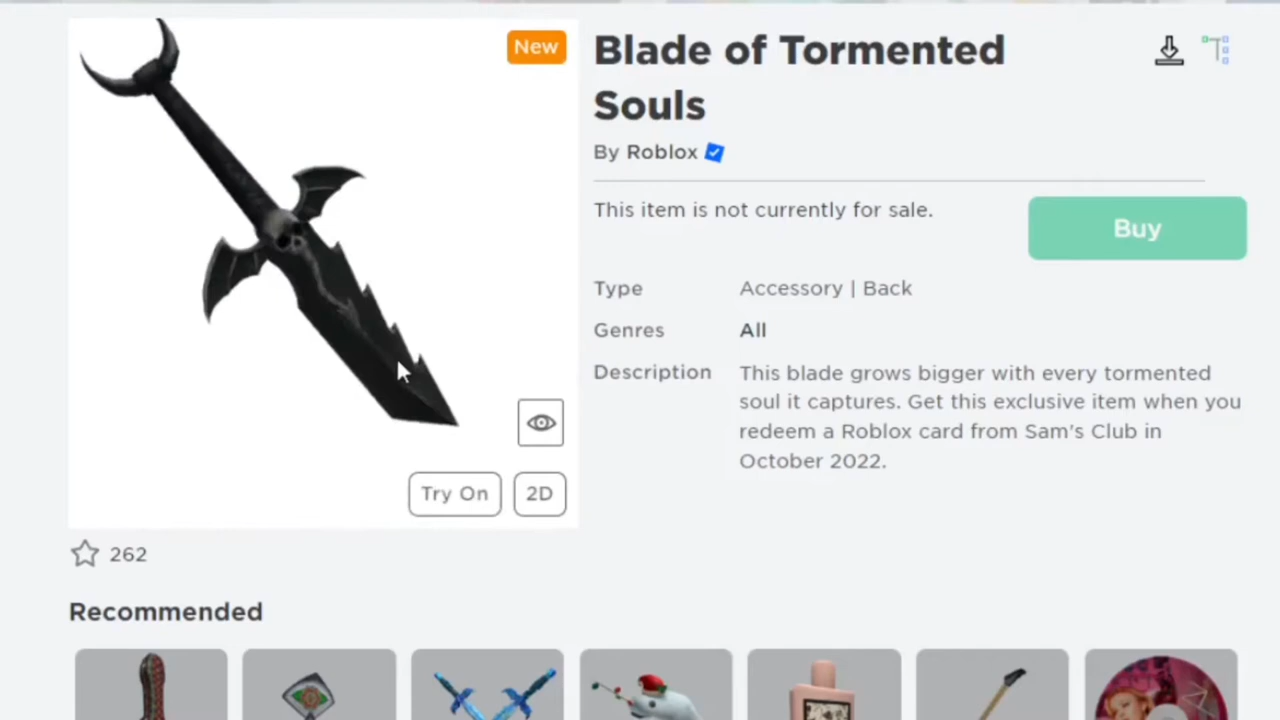 New
Blade of Tormented
Souls
By Roblox
This item is not currently for sale.
Buy
Type Accessory | Back
Genres All
Description This blade grows bigger with every tormented
soul it captures. Get this exclusive item when you
redeem a Roblox card from Sam's Club in
October 2022.
Try On 2D
262
Recommended